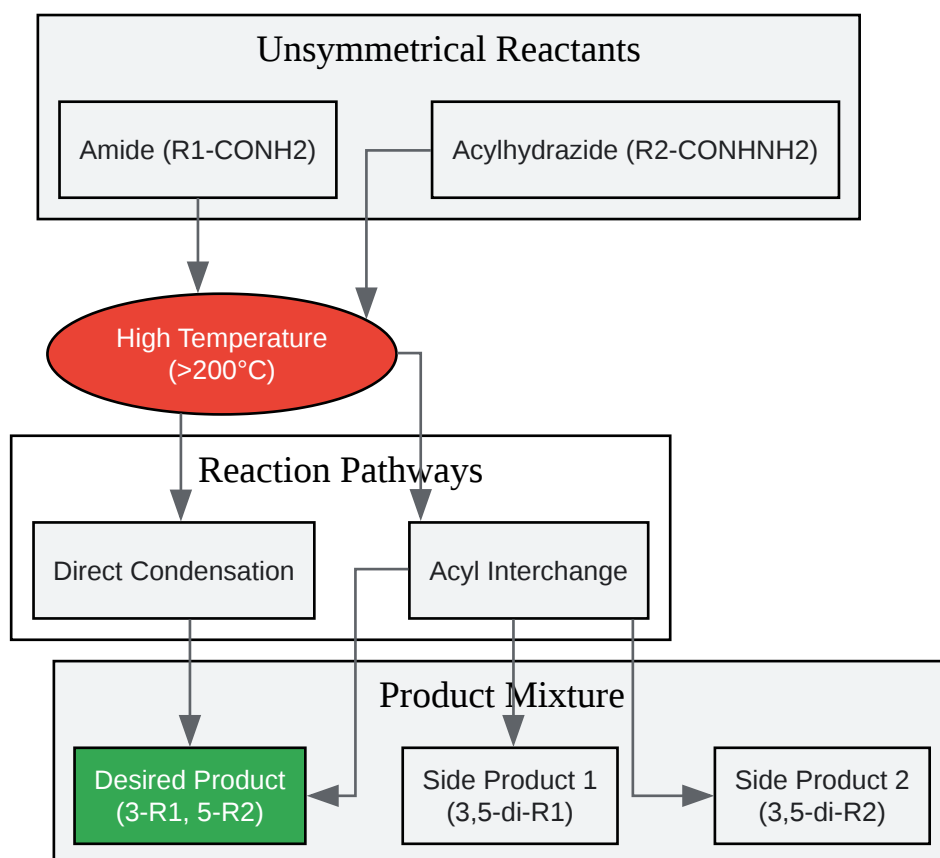 Unsymmetrical Reactants
Amide (R1-CONH2)
Acylhydrazide (R2-CONHNH2)
High Temperature
(>200°C)
Reaction Pathways
Direct Condensation
Acyl Interchange
Product Mixture
Desired Product
(3-R1, 5-R2)
Side Product 1
(3,5-di-R1)
Side Product 2
(3,5-di-R2)